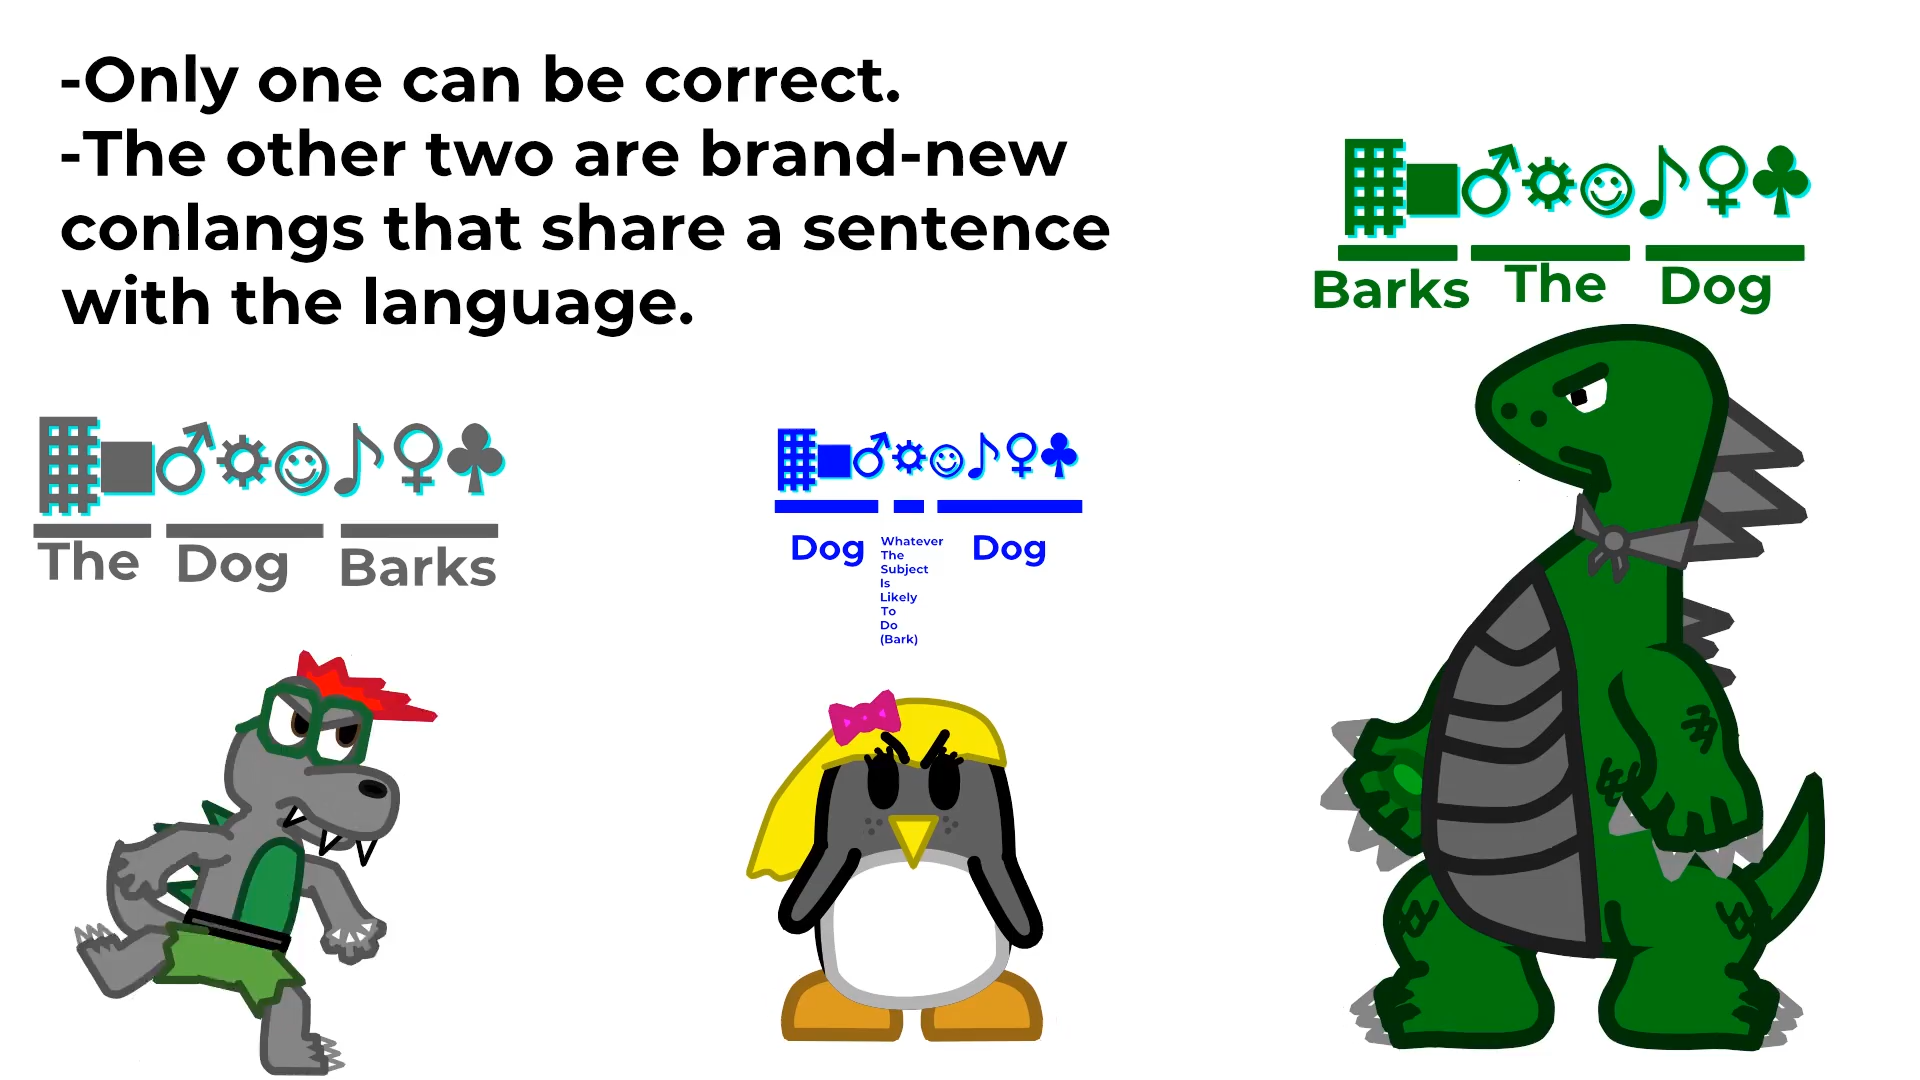 -Only one can be correct.
-The other two are brand-new
conlangs that share a sentence
with the language.
▦■♂☼☺♪♀♣
Barks The Dog
▦■♂☼☺♪♀♣
The Dog Barks
▦■♂☼☺♪♀♣
Dog Dog
Whatever
The
Subject
Is
Likely
To
Do
(Bark)